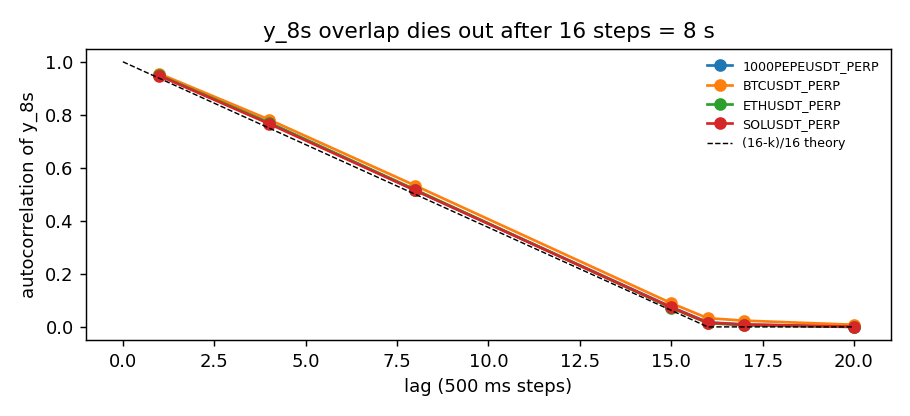 y_8s overlap dies out after 16 steps = 8 s
autocorrelation of y_8s
1.0
0.8
0.6
0.4
0.2
0.0
1000PEPEUSDT_PERP
BTCUSDT_PERP
ETHUSDT_PERP
SOLUSDT_PERP
(16-k)/16 theory
0.0 2.5 5.0 7.5 10.0 12.5 15.0 17.5 20.0
lag (500 ms steps)